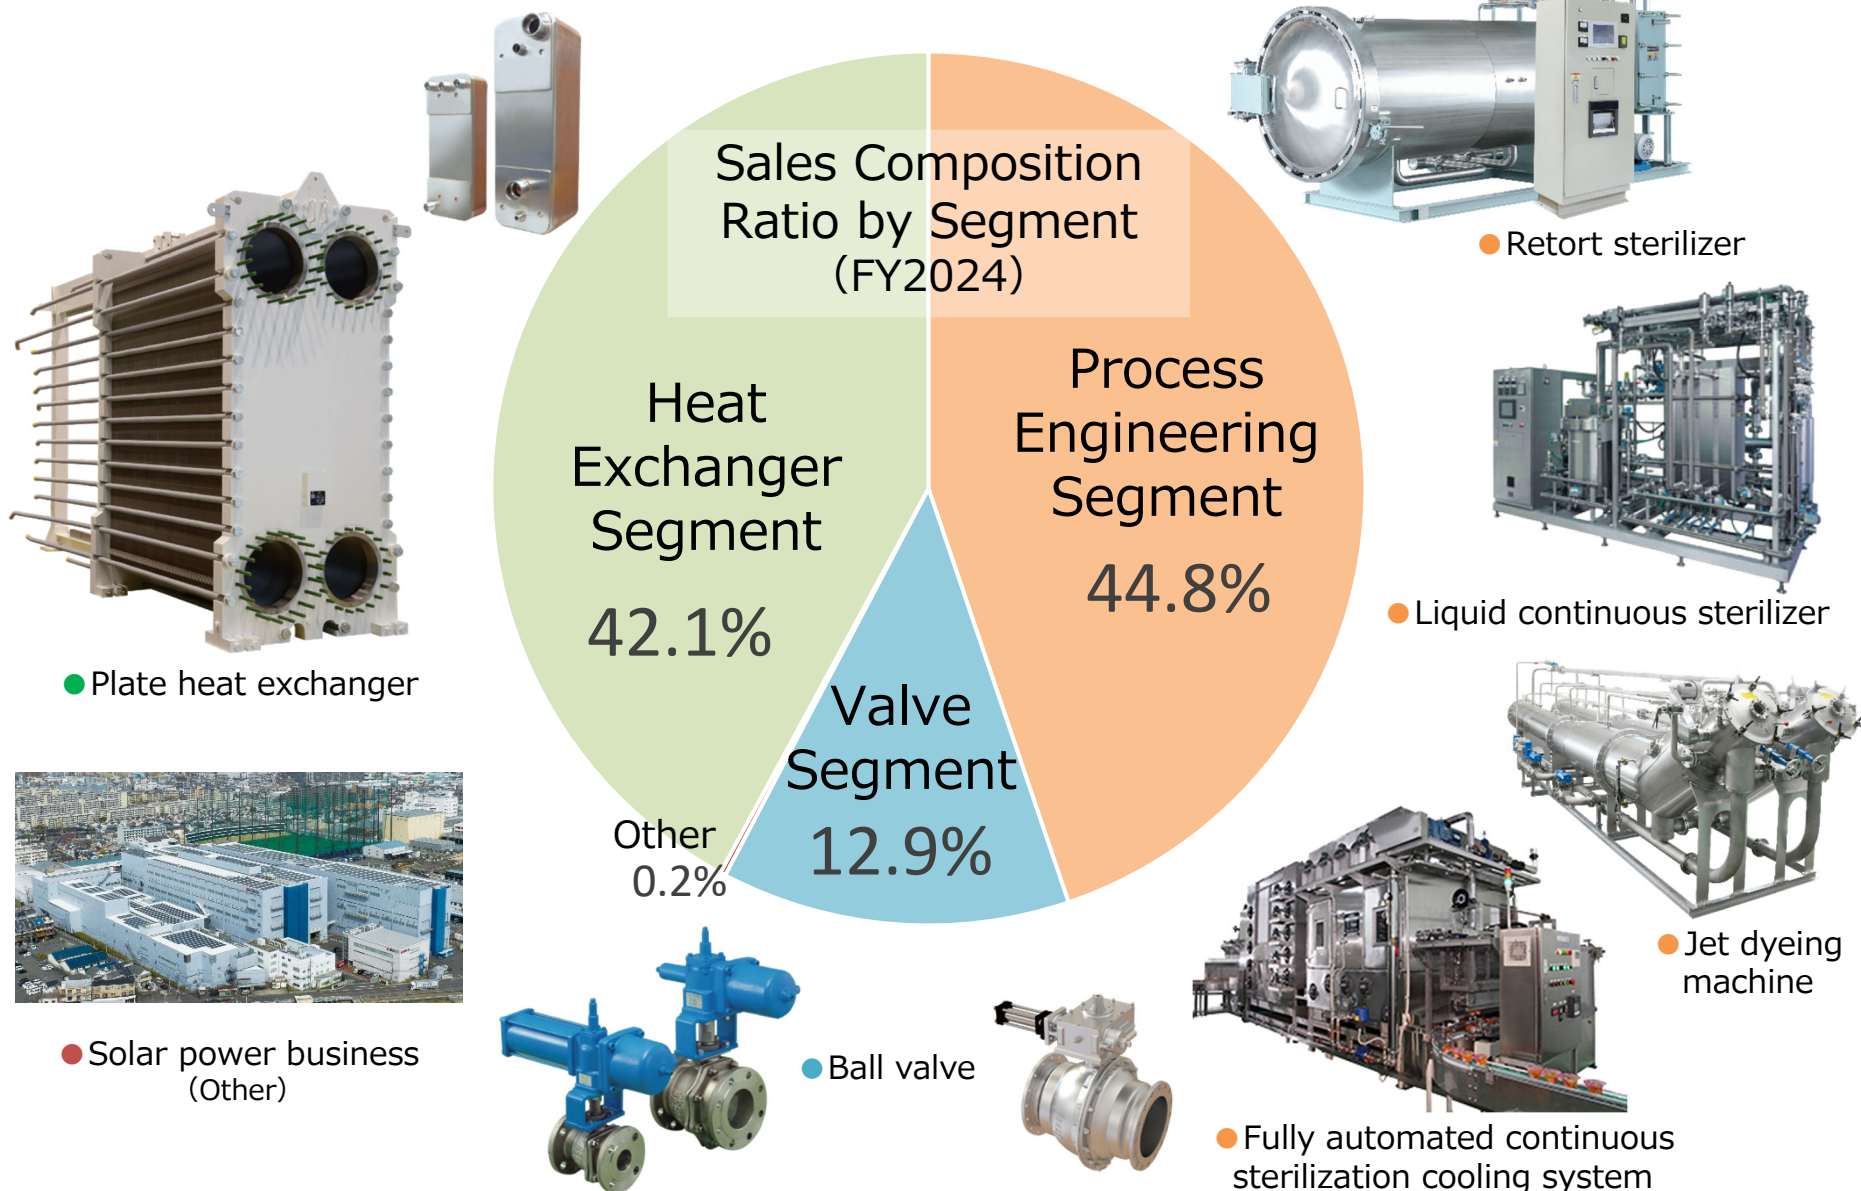 Sales Composition
Ratio by Segment
(FY2024)
Process
Engineering
Segment
44.8%
Heat
Exchanger
Segment
42.1%
Valve
Segment
12.9%
Other
0.2%
Retort sterilizer
Liquid continuous sterilizer
Jet dyeing
machine
Fully automated continuous
sterilization cooling system
Ball valve
Plate heat exchanger
Solar power business
(Other)